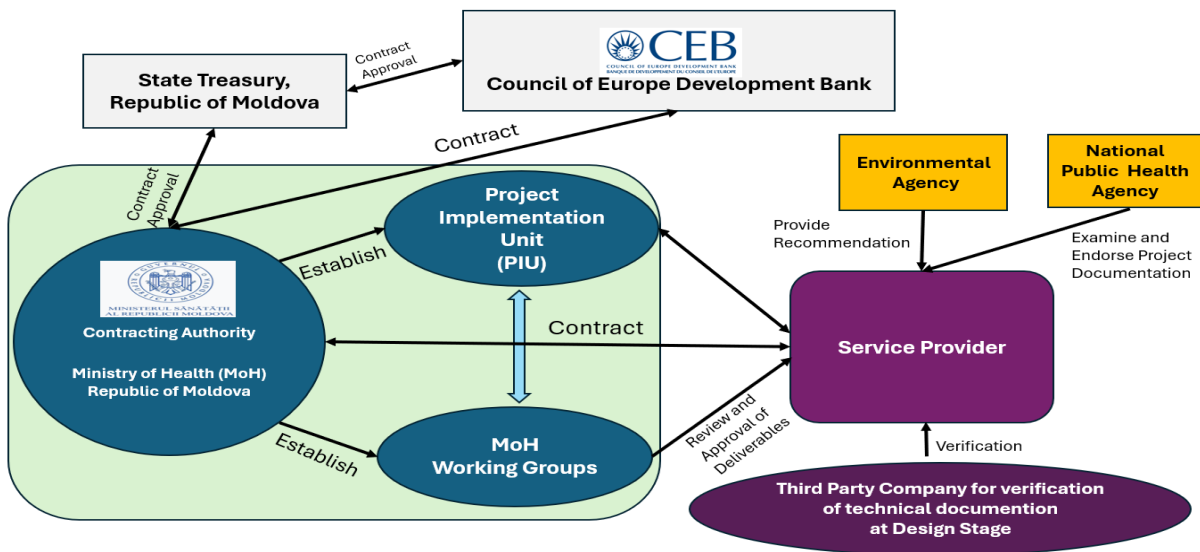 CEB
COUNCIL OF EUROPE DEVELOPMENT BANK
BANQUE DE DÉVELOPPEMENT DU CONSEIL DE L'EUROPE
Council of Europe Development Bank
State Treasury,
Republic of Moldova
Contract
Approval
Contract
Contract
Approval
Environmental
Agency
National
Public Health
Agency
Provide
Recommendation
Examine and
Endorse Project
Documentation
Project
Implementation
Unit
(PIU)
Establish
MINISTERUL SĂNĂTĂȚII
AL REPUBLICII MOLDOVA
Contracting Authority
Ministry of Health (MoH)
Republic of Moldova
Contract
Service Provider
Establish
MoH
Working Groups
Review and
Approval of
Deliverables
Verification
Third Party Company for verification
of technical documention
at Design Stage